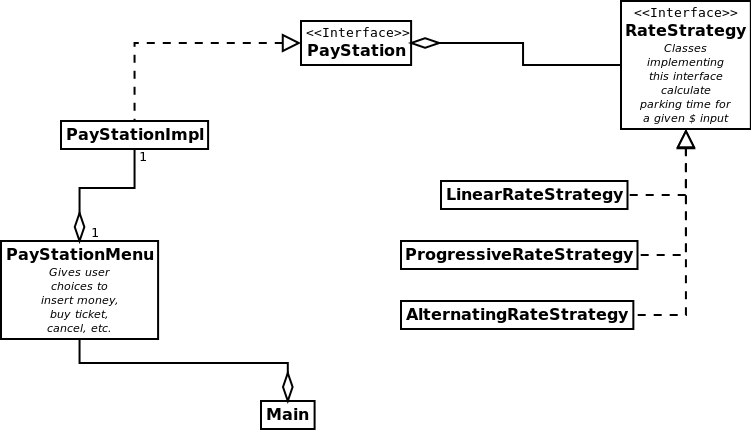 <<Interface>>
PayStation
<<Interface>>
RateStrategy
Classes
implementing
this interface
calculate
parking time for
a given $ input
PayStationImpl
1
LinearRateStrategy
1
PayStationMenu
Gives user
choices to
insert money,
buy ticket,
cancel, etc.
ProgressiveRateStrategy
AlternatingRateStrategy
Main